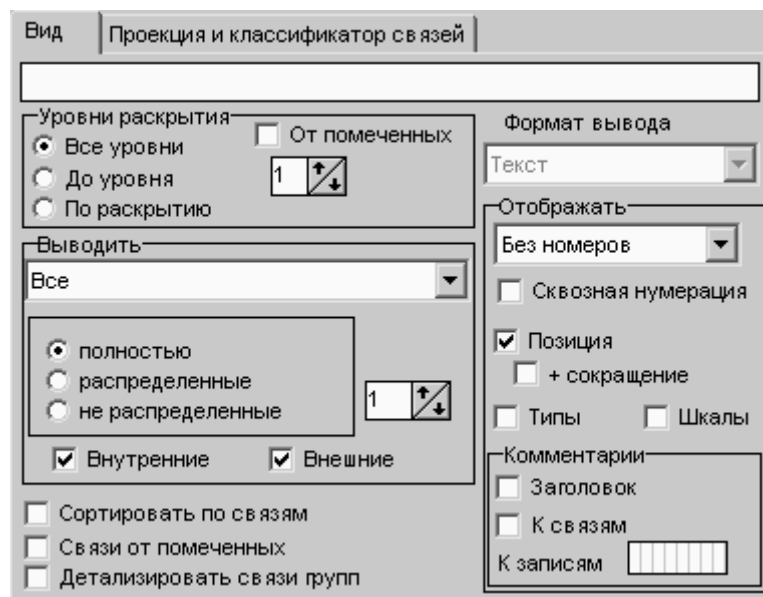 Вид
Проекция и классификатор связей
Уровни раскрытия
От помеченных
Все уровни
До уровня
1
По раскрытию
Выводить
Все
полностью
распределенные
не распределенные
1
Внутренние
Внешние
Сортировать по связям
Связи от помеченных
Детализировать связи групп
Формат вывода
Текст
Отображать
Без номеров
Сквозная нумерация
Позиция
+ сокращение
Типы
Шкалы
Комментарии
Заголовок
К связям
К записям